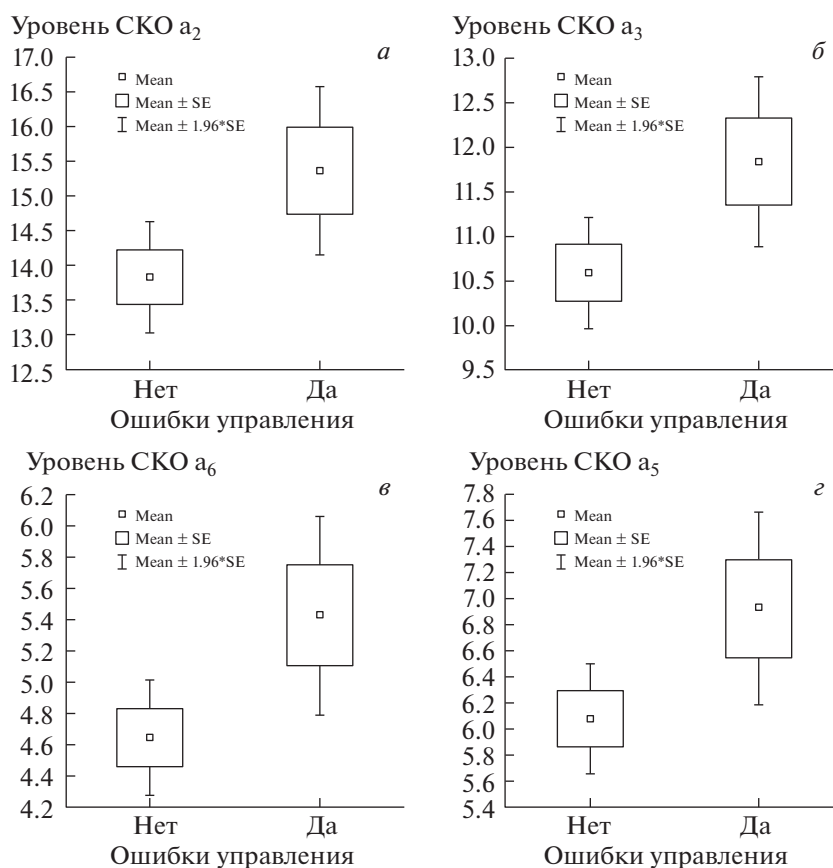 Уровень СКО a2
а
17.0
16.5
16.0
15.5
15.0
14.5
14.0
13.5
13.0
12.5
Mean
Mean ± SE
Mean ± 1.96*SE
Нет Да
Ошибки управления
Уровень СКО a3
б
13.0
12.5
12.0
11.5
11.0
10.5
10.0
9.5
Mean
Mean ± SE
Mean ± 1.96*SE
Нет Да
Ошибки управления
Уровень СКО a6
в
6.2
6.0
5.8
5.6
5.4
5.2
5.0
4.8
4.6
4.4
4.2
Mean
Mean ± SE
Mean ± 1.96*SE
Нет Да
Ошибки управления
Уровень СКО a5
г
7.8
7.6
7.4
7.2
7.0
6.8
6.6
6.4
6.2
6.0
5.8
5.6
5.4
Mean
Mean ± SE
Mean ± 1.96*SE
Нет Да
Ошибки управления